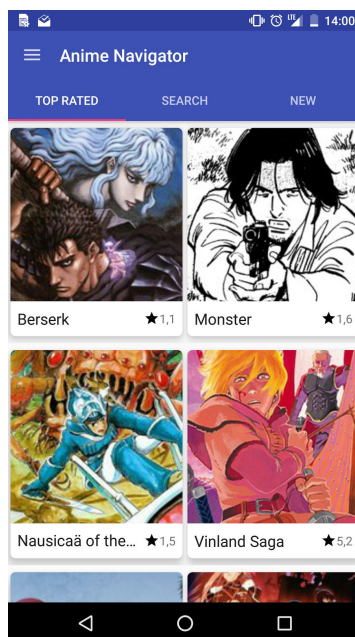 LTE 14:00
Anime Navigator
TOP RATED SEARCH NEW
Berserk ★1,1 Monster ★1,6
Nausicaä of the... ★1,5 Vinland Saga ★5,2